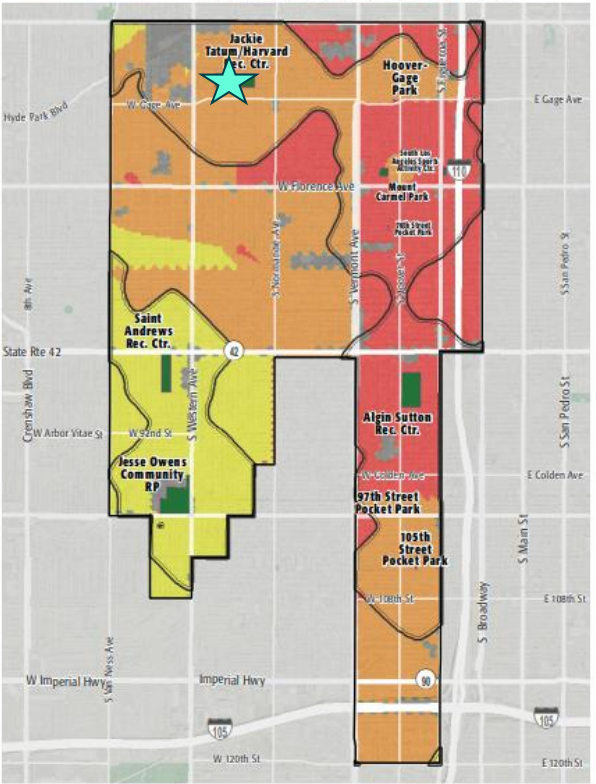 Jackie
Tatum/Harvard
Rec. Ctr.
Hoover-
Gage
Park
S Figueroa St
Hyde Park Blvd
W Gage Ave
E Gage Ave
South Los
Angeles Sports
Activity Ctr.
110
W Florence Ave
Mount
Carmel Park
76th Street
Pocket Park
8th Ave
S Normandie Ave
S Vermont Ave
S Hoover St
S San Pedro St
Saint
Andrews
Rec. Ctr.
State Rte 42
42
Crenshaw Blvd
S Western Ave
S San Pedro St
W Arbor Vitae St
W 92nd St
Algin Sutton
Rec. Ctr.
Jesse Owens
Community
RP
W Colden Ave
E Colden Ave
97th Street
Pocket Park
105th
Street
Pocket Park
S Main St
W 108th St
E 108th St
S Broadway
S Van Ness Ave
W Imperial Hwy
Imperial Hwy
90
105
105
W 120th St
E 120th St